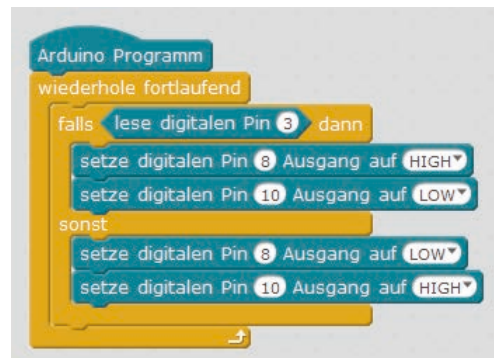 Arduino Programm
wiederhole fortlaufend
falls lese digitalen Pin 3 dann
setze digitalen Pin 8 Ausgang auf HIGH
setze digitalen Pin 10 Ausgang auf LOW
sonst
setze digitalen Pin 8 Ausgang auf LOW
setze digitalen Pin 10 Ausgang auf HIGH